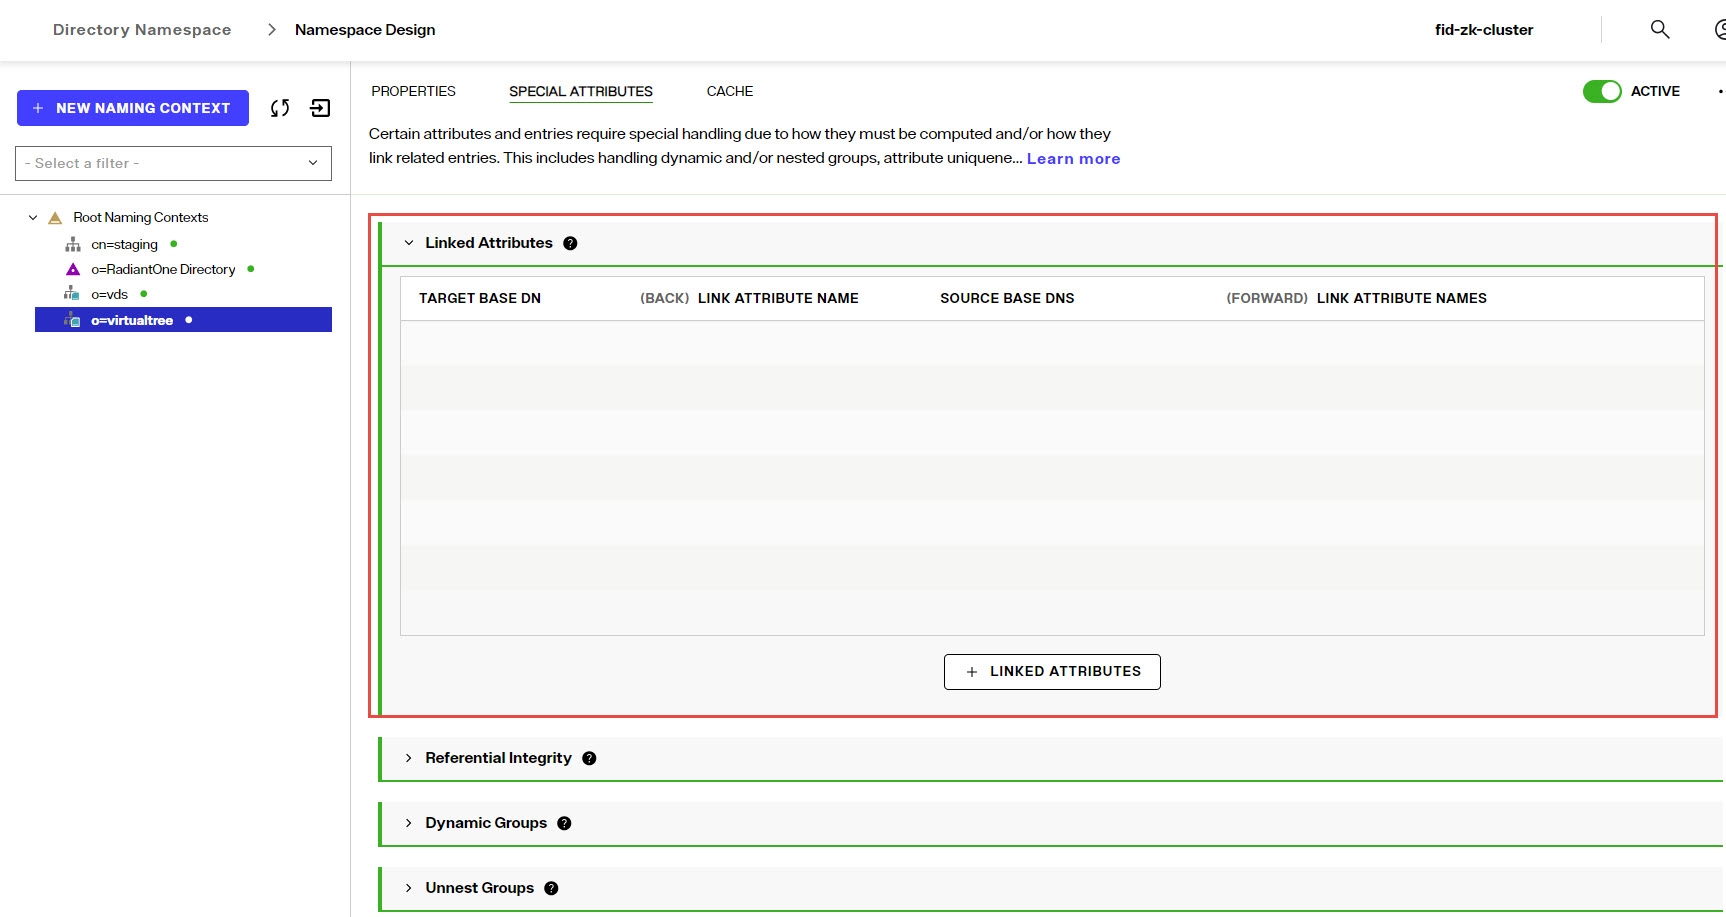 Directory Namespace > Namespace Design
fid-zk-cluster
+ NEW NAMING CONTEXT
- Select a filter -
Root Naming Contexts
cn=staging
o=RadiantOne Directory
o=vds
o=virtualtree
PROPERTIES SPECIAL ATTRIBUTES CACHE
ACTIVE
Certain attributes and entries require special handling due to how they must be computed and/or how they
link related entries. This includes handling dynamic and/or nested groups, attribute uniquene... Learn more
Linked Attributes ?
TARGET BASE DN (BACK) LINK ATTRIBUTE NAME SOURCE BASE DNS (FORWARD) LINK ATTRIBUTE NAMES
+ LINKED ATTRIBUTES
Referential Integrity ?
Dynamic Groups ?
Unnest Groups ?